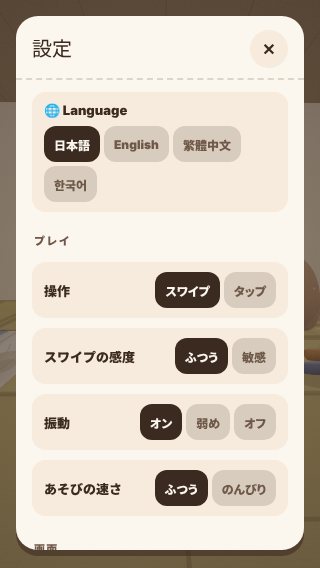 設定
🌐 Language
日本語 English 繁體中文
한국어
プレイ
操作 スワイプ タップ
スワイプの感度 ふつう 敏感
振動 オン 弱め オフ
あそびの速さ ふつう のんびり
画面